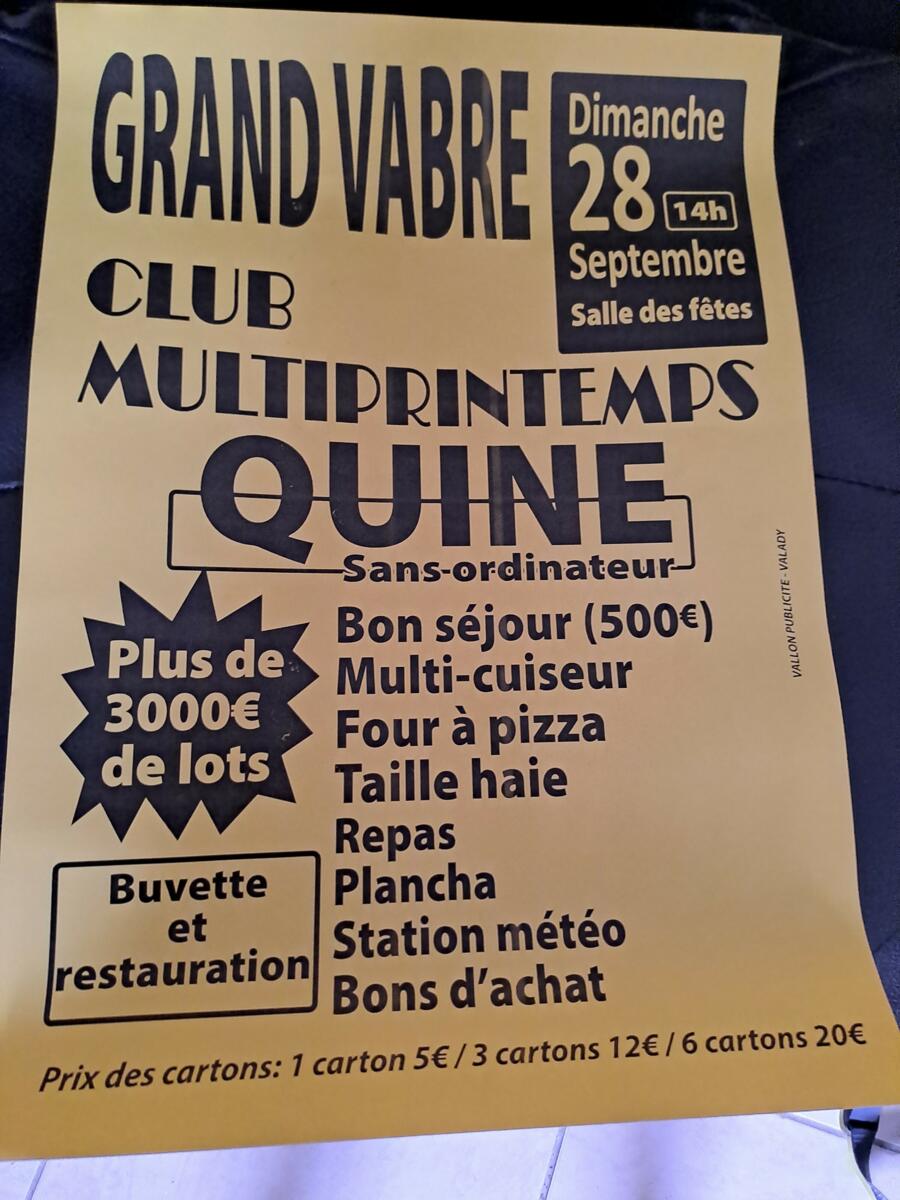 GRAND VABRE
Dimanche
28 14h
Septembre
Salle des fêtes
CLUB
MULTIPRINTEMPS
QUINE
Sans-ordinateur
Plus de
3000€
de lots
Bon séjour (500€)
Multi-cuiseur
Four à pizza
Taille haie
Repas
Plancha
Station météo
Bons d'achat
Buvette
et
restauration
VALLON PUBLICITE - VALADY
Prix des cartons: 1 carton 5€ / 3 cartons 12€ / 6 cartons 20€